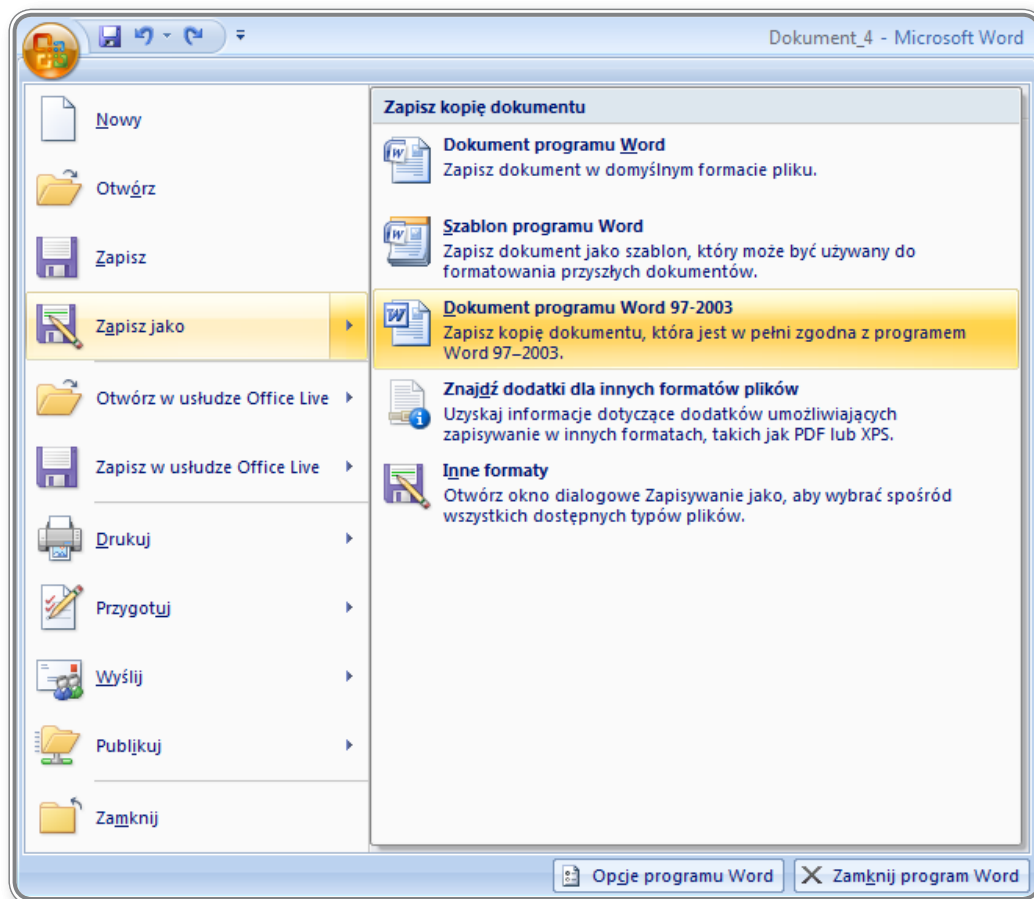 Dokument_4 - Microsoft Word
Nowy
Otwórz
Zapisz
Zapisz jako
Otwórz w usłudze Office Live
Zapisz w usłudze Office Live
Drukuj
Przygotuj
Wyślij
Publikuj
Zamknij
Zapisz kopię dokumentu
Dokument programu Word
Zapisz dokument w domyślnym formacie pliku.
Szablon programu Word
Zapisz dokument jako szablon, który może być używany do
formatowania przyszłych dokumentów.
Dokument programu Word 97-2003
Zapisz kopię dokumentu, która jest w pełni zgodna z programem
Word 97–2003.
Znajdź dodatki dla innych formatów plików
Uzyskaj informacje dotyczące dodatków umożliwiających
zapisywanie w innych formatach, takich jak PDF lub XPS.
Inne formaty
Otwórz okno dialogowe Zapisywanie jako, aby wybrać spośród
wszystkich dostępnych typów plików.
Opcje programu Word
Zamknij program Word